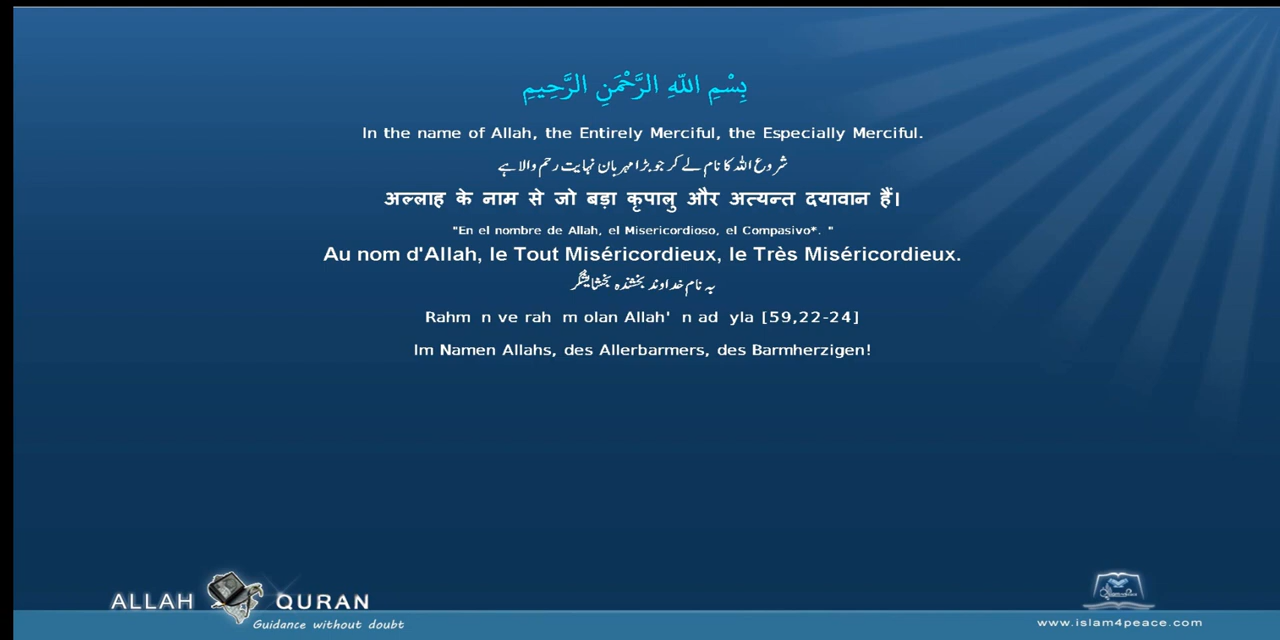 بِسْمِ اللّهِ الرَّحْمَنِ الرَّحِيمِ
In the name of Allah, the Entirely Merciful, the Especially Merciful.
شروع الله کا نام لے کر جو بڑا مہربان نہایت رحم والا ہے
अल्लाह के नाम से जो बड़ा कृपालु और अत्यन्त दयावान हैं।
"En el nombre de Allah, el Misericordioso, el Compasivo*. "
Au nom d'Allah, le Tout Miséricordieux, le Très Miséricordieux.
به نام خداوند بخشنده بخشایشگر
Rahm n ve rah m olan Allah' n ad yla [59,22-24]
Im Namen Allahs, des Allerbarmers, des Barmherzigen!
ALLAH QURAN
Guidance without doubt
www.islam4peace.com